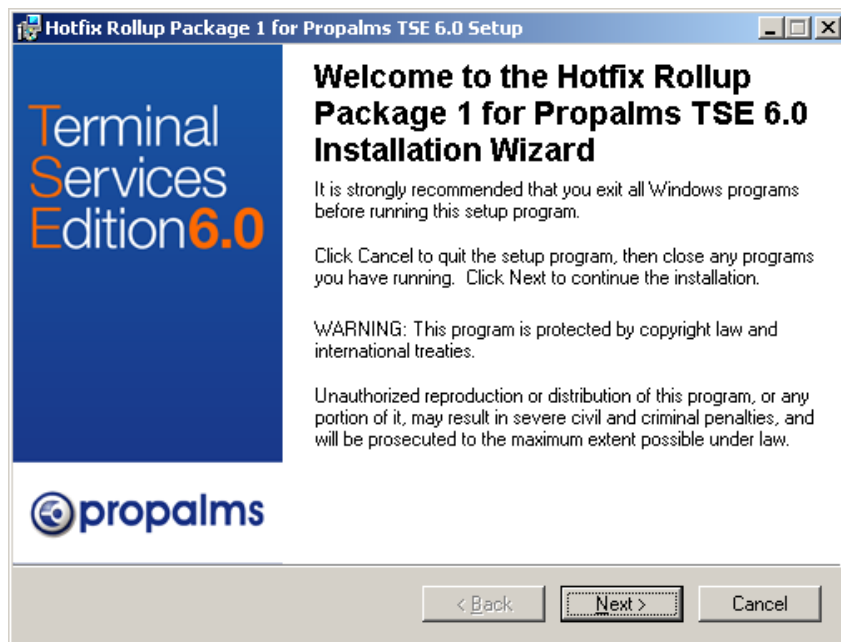 Hotfix Rollup Package 1 for Propalms TSE 6.0 Setup
Terminal
Services
Edition6.0
propalms
Welcome to the Hotfix Rollup
Package 1 for Propalms TSE 6.0
Installation Wizard
It is strongly recommended that you exit all Windows programs
before running this setup program.
Click Cancel to quit the setup program, then close any programs
you have running.  Click Next to continue the installation.
WARNING: This program is protected by copyright law and
international treaties.
Unauthorized reproduction or distribution of this program, or any
portion of it, may result in severe civil and criminal penalties, and
will be prosecuted to the maximum extent possible under law.
< Back
Next >
Cancel